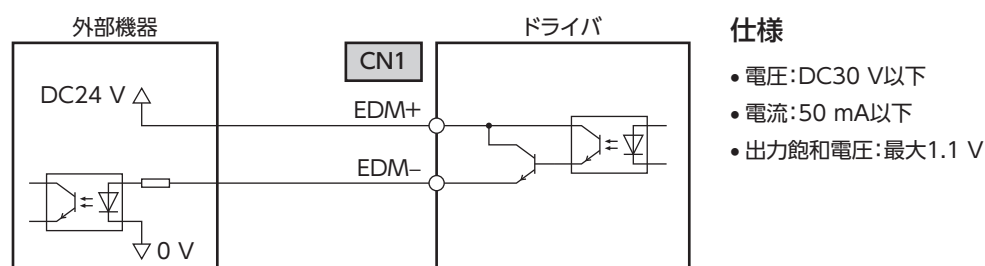 外部機器
ドライバ
CN1
DC24 V
EDM+
EDM–
0 V
仕様
• 電圧:DC30 V以下
• 電流:50 mA以下
• 出力飽和電圧:最大1.1 V